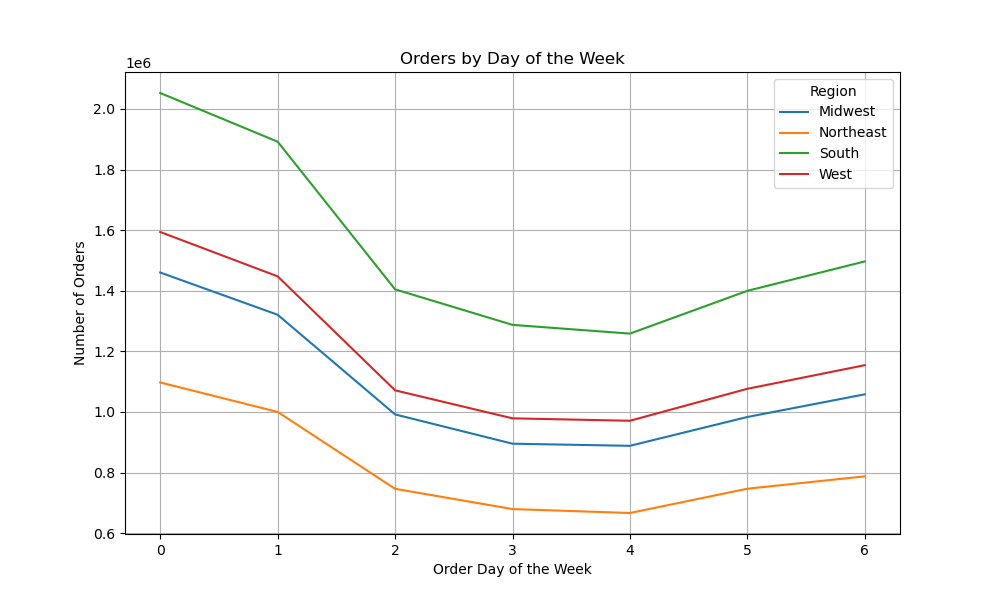 Orders by Day of the Week
1e6
2.0
1.8
1.6
1.4
1.2
1.0
0.8
0.6
Number of Orders
Region
Midwest
Northeast
South
West
0 1 2 3 4 5 6
Order Day of the Week